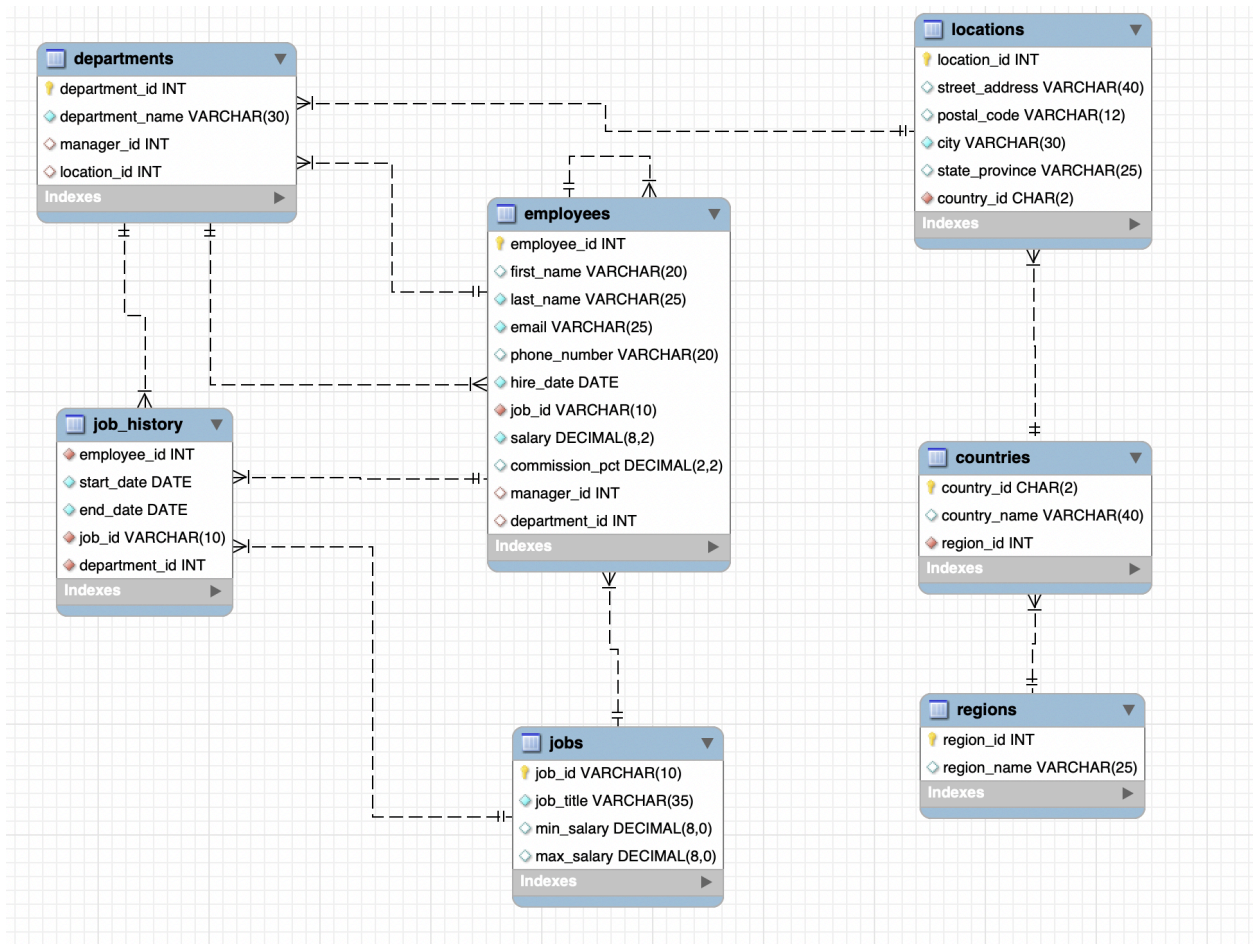 departments
department_id INT
department_name VARCHAR(30)
manager_id INT
location_id INT
Indexes
locations
location_id INT
street_address VARCHAR(40)
postal_code VARCHAR(12)
city VARCHAR(30)
state_province VARCHAR(25)
country_id CHAR(2)
Indexes
employees
employee_id INT
first_name VARCHAR(20)
last_name VARCHAR(25)
email VARCHAR(25)
phone_number VARCHAR(20)
hire_date DATE
job_id VARCHAR(10)
salary DECIMAL(8,2)
commission_pct DECIMAL(2,2)
manager_id INT
department_id INT
Indexes
job_history
employee_id INT
start_date DATE
end_date DATE
job_id VARCHAR(10)
department_id INT
Indexes
countries
country_id CHAR(2)
country_name VARCHAR(40)
region_id INT
Indexes
jobs
job_id VARCHAR(10)
job_title VARCHAR(35)
min_salary DECIMAL(8,0)
max_salary DECIMAL(8,0)
Indexes
regions
region_id INT
region_name VARCHAR(25)
Indexes